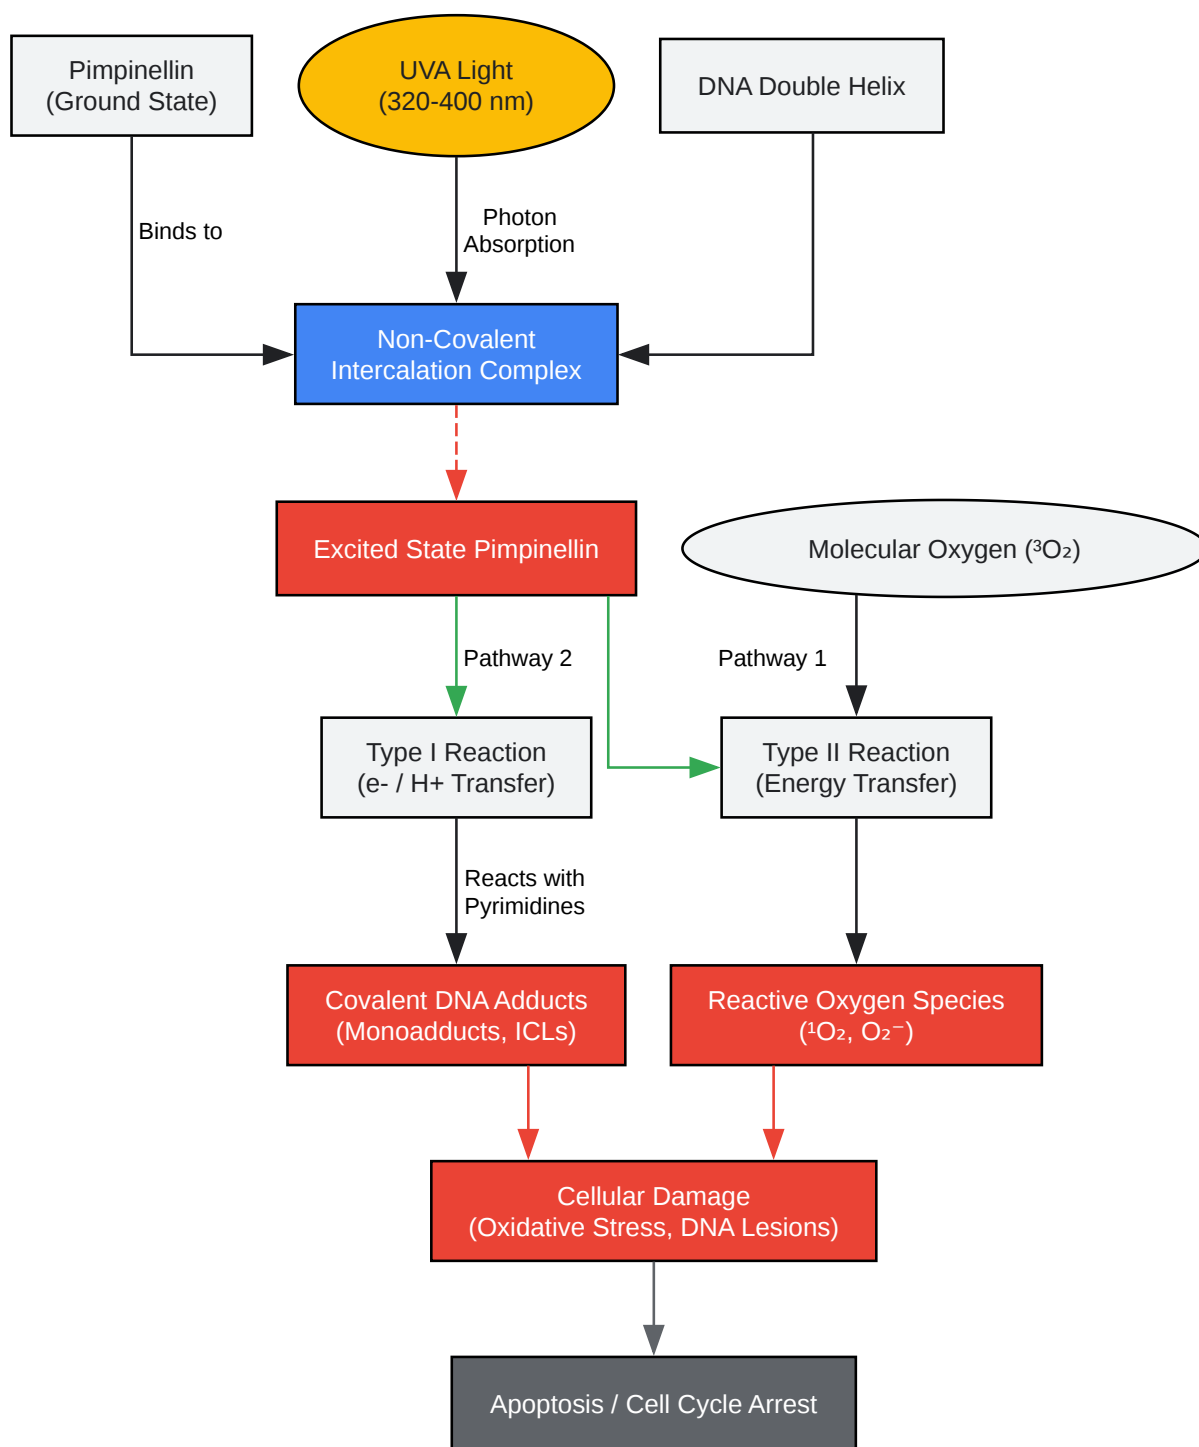 Pimpinellin
(Ground State)
UVA Light
(320-400 nm)
DNA Double Helix
Binds to
Photon
Absorption
Non-Covalent
Intercalation Complex
Excited State Pimpinellin
Molecular Oxygen (³O₂)
Pathway 2
Pathway 1
Type I Reaction
(e- / H+ Transfer)
Type II Reaction
(Energy Transfer)
Reacts with
Pyrimidines
Covalent DNA Adducts
(Monoadducts, ICLs)
Reactive Oxygen Species
(¹O₂, O₂⁻)
Cellular Damage
(Oxidative Stress, DNA Lesions)
Apoptosis / Cell Cycle Arrest